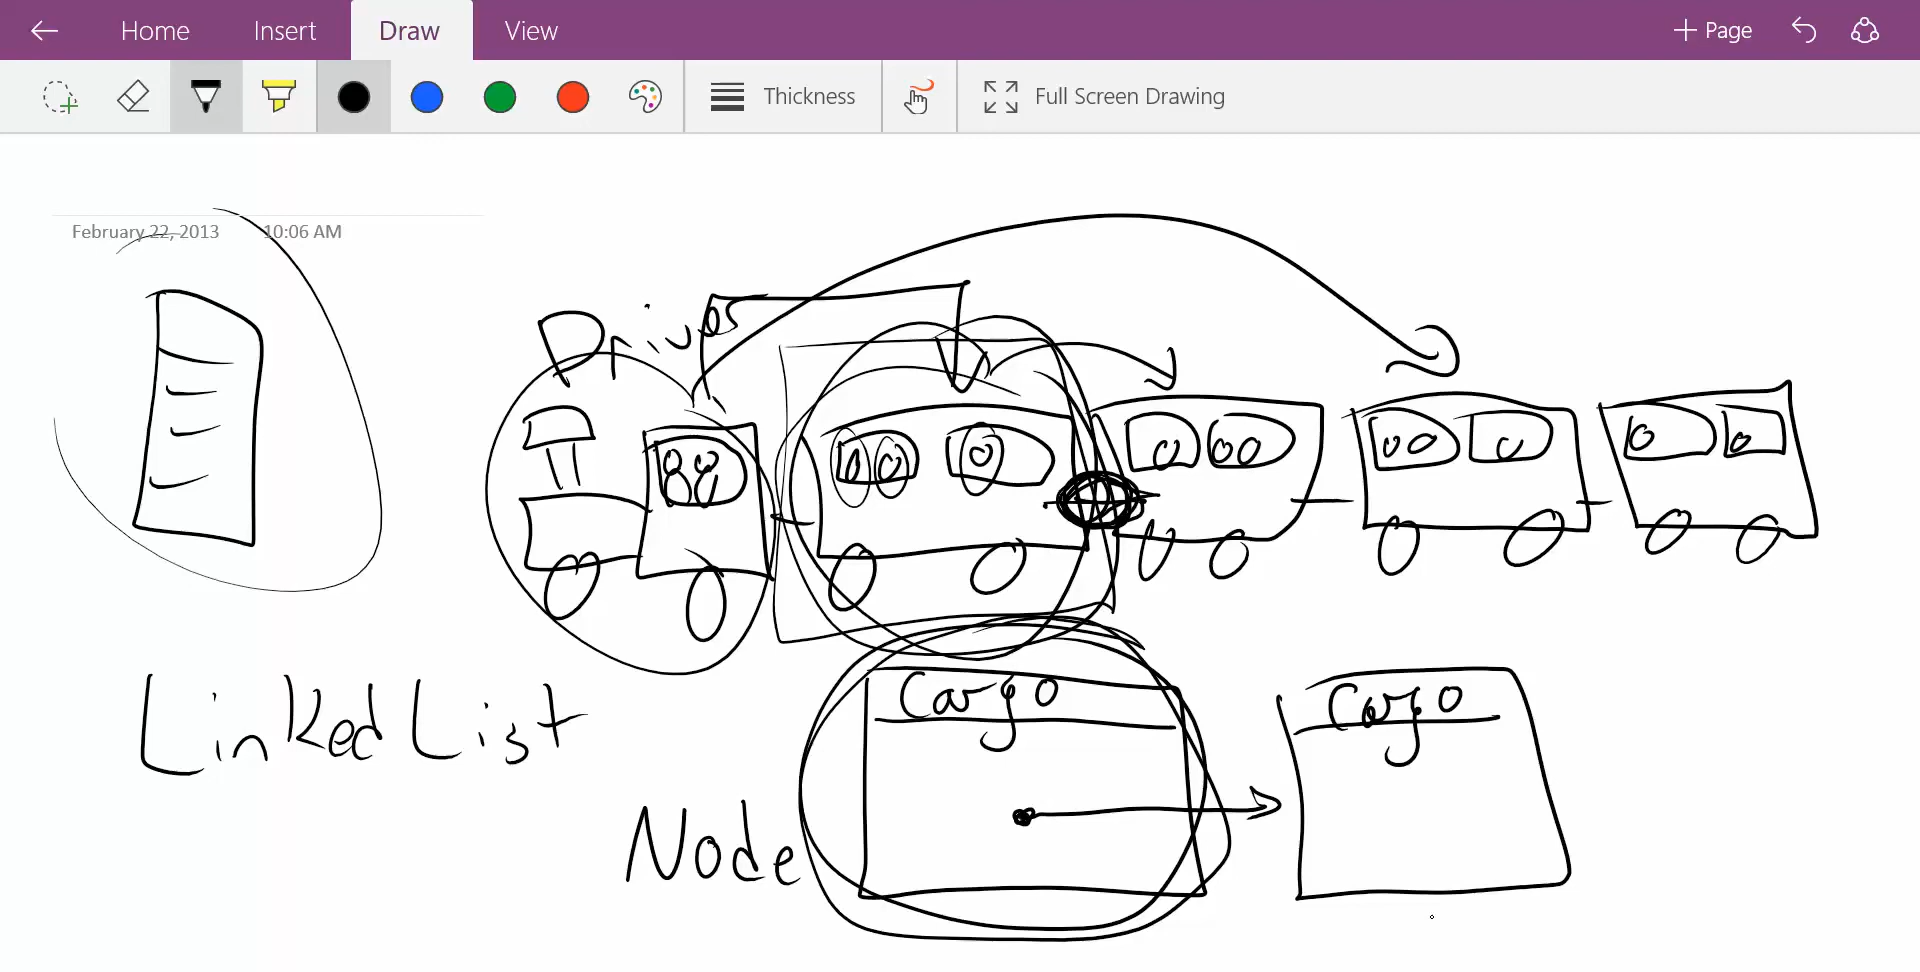 Home Insert Draw View + Page
Thickness Full Screen Drawing
February 22, 2013 10:06 AM
Driver
Linked List
Cargo
Cargo
Node